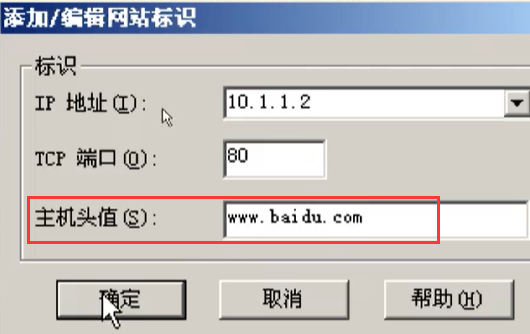 添加/编辑网站标识
标识
IP 地址(I): 10.1.1.2
TCP 端口(O): 80
主机头值(S): www.baidu.com
确定 取消 帮助(H)